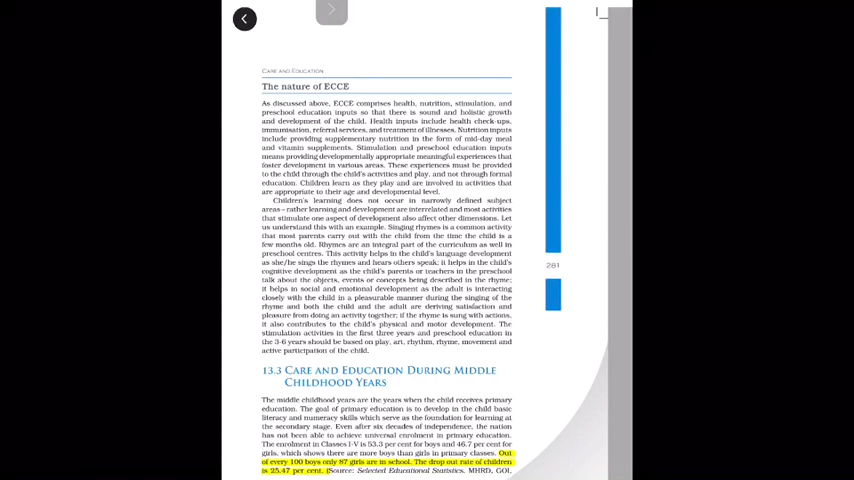 CARE AND EDUCATION
The nature of ECCE
As discussed above, ECCE comprises health, nutrition, stimulation, and
preschool education inputs so that there is sound and holistic growth
and development of the child. Health inputs include health check-ups,
immunisation, referral services, and treatment of illnesses. Nutrition inputs
include providing supplementary nutrition in the form of mid-day meal
and vitamin supplements. Stimulation and preschool education inputs
means providing developmentally appropriate meaningful experiences that
foster development in various areas. These experiences must be provided
to the child through the child's activities and play, and not through formal
education. Children learn as they play and are involved in activities that
are appropriate to their age and developmental level.
Children's learning does not occur in narrowly defined subject
areas – rather learning and development are interrelated and most activities
that stimulate one aspect of development also affect other dimensions. Let
us understand this with an example. Singing rhymes is a common activity
that most parents carry out with the child from the time the child is a
few months old. Rhymes are an integral part of the curriculum as well in
preschool centres. This activity helps in the child's language development
as she/he sings the rhymes and hears others speak; it helps in the child's
cognitive development as the child's parents or teachers in the preschool
talk about the objects, events or concepts being described in the rhyme;
it helps in social and emotional development as the adult is interacting
closely with the child in a pleasurable manner during the singing of the
rhyme and both the child and the adult are deriving satisfaction and
pleasure from doing an activity together; if the rhyme is sung with actions,
it also contributes to the child's physical and motor development. The
stimulation activities in the first three years and preschool education in
the 3-6 years should be based on play, art, rhythm, rhyme, movement and
active participation of the child.
281
13.3 CARE AND EDUCATION DURING MIDDLE
CHILDHOOD YEARS
The middle childhood years are the years when the child receives primary
education. The goal of primary education is to develop in the child basic
literacy and numeracy skills which serve as the foundation for learning at
the secondary stage. Even after six decades of independence, the nation
has not been able to achieve universal enrolment in primary education.
The enrolment in Classes I-V is 53.3 per cent for boys and 46.7 per cent for
girls, which shows there are more boys than girls in primary classes. Out
of every 100 boys only 87 girls are in school. The drop out rate of children
is 25.47 per cent. (Source: Selected Educational Statistics, MHRD, GOI,